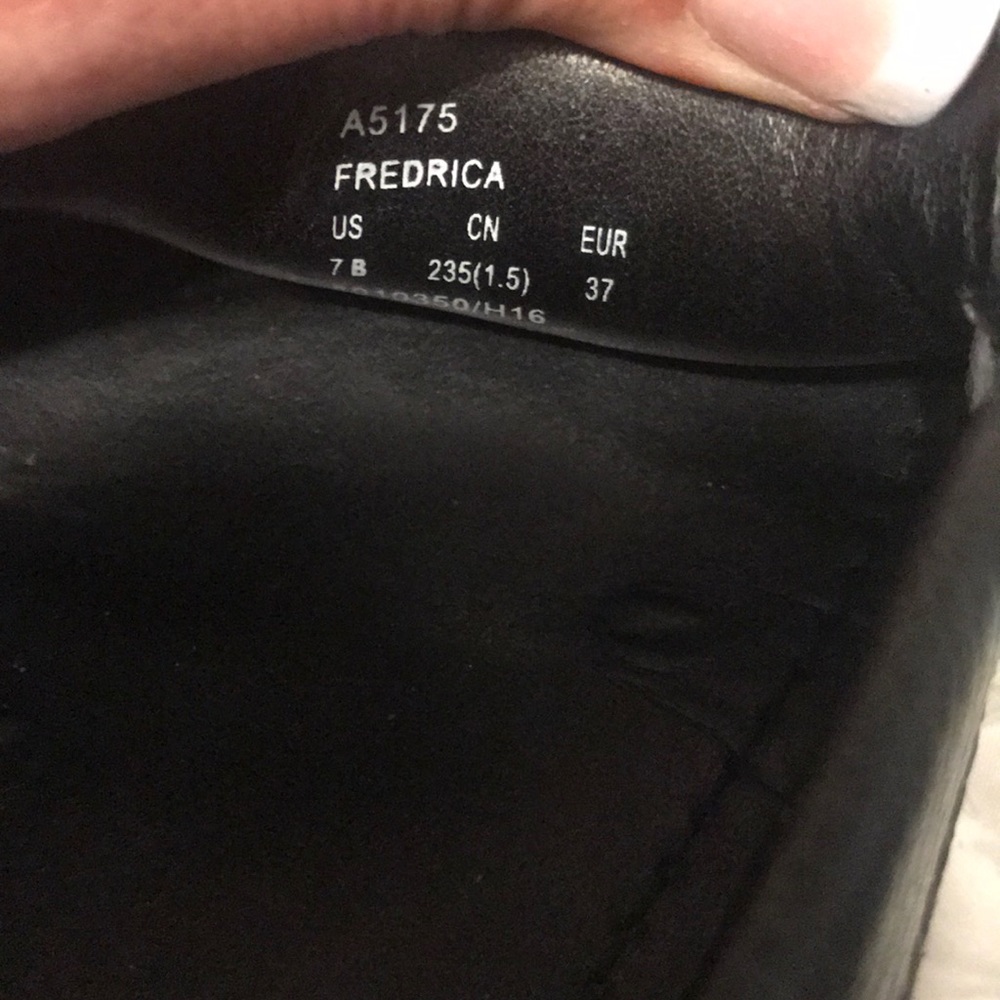 A5175
FREDRICA
US CN EUR
7 B 235(1.5) 37